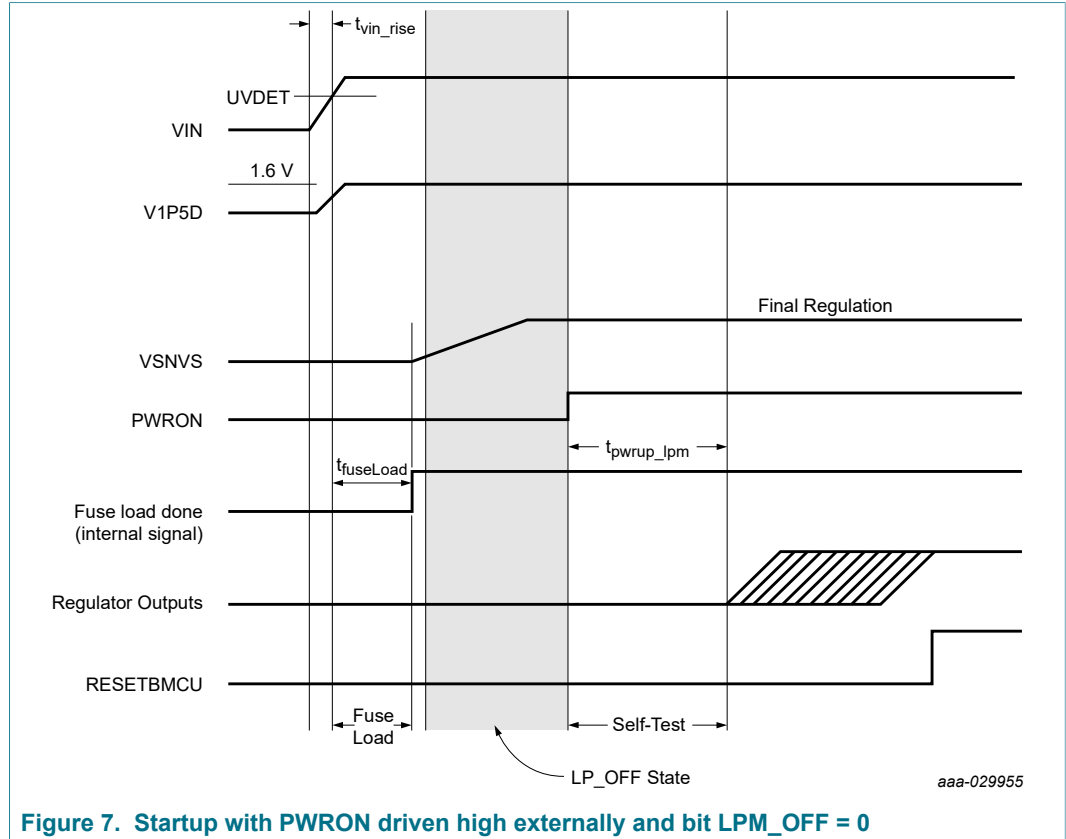 tvin_rise
UVDET
VIN
1.6 V
V1P5D
Final Regulation
VSNVS
PWRON
tpwrup_lpm
tfuseLoad
Fuse load done
(internal signal)
Regulator Outputs
RESETBMCU
Fuse
Load
Self-Test
LP_OFF State
aaa-029955
Figure 7. Startup with PWRON driven high externally and bit LPM_OFF = 0